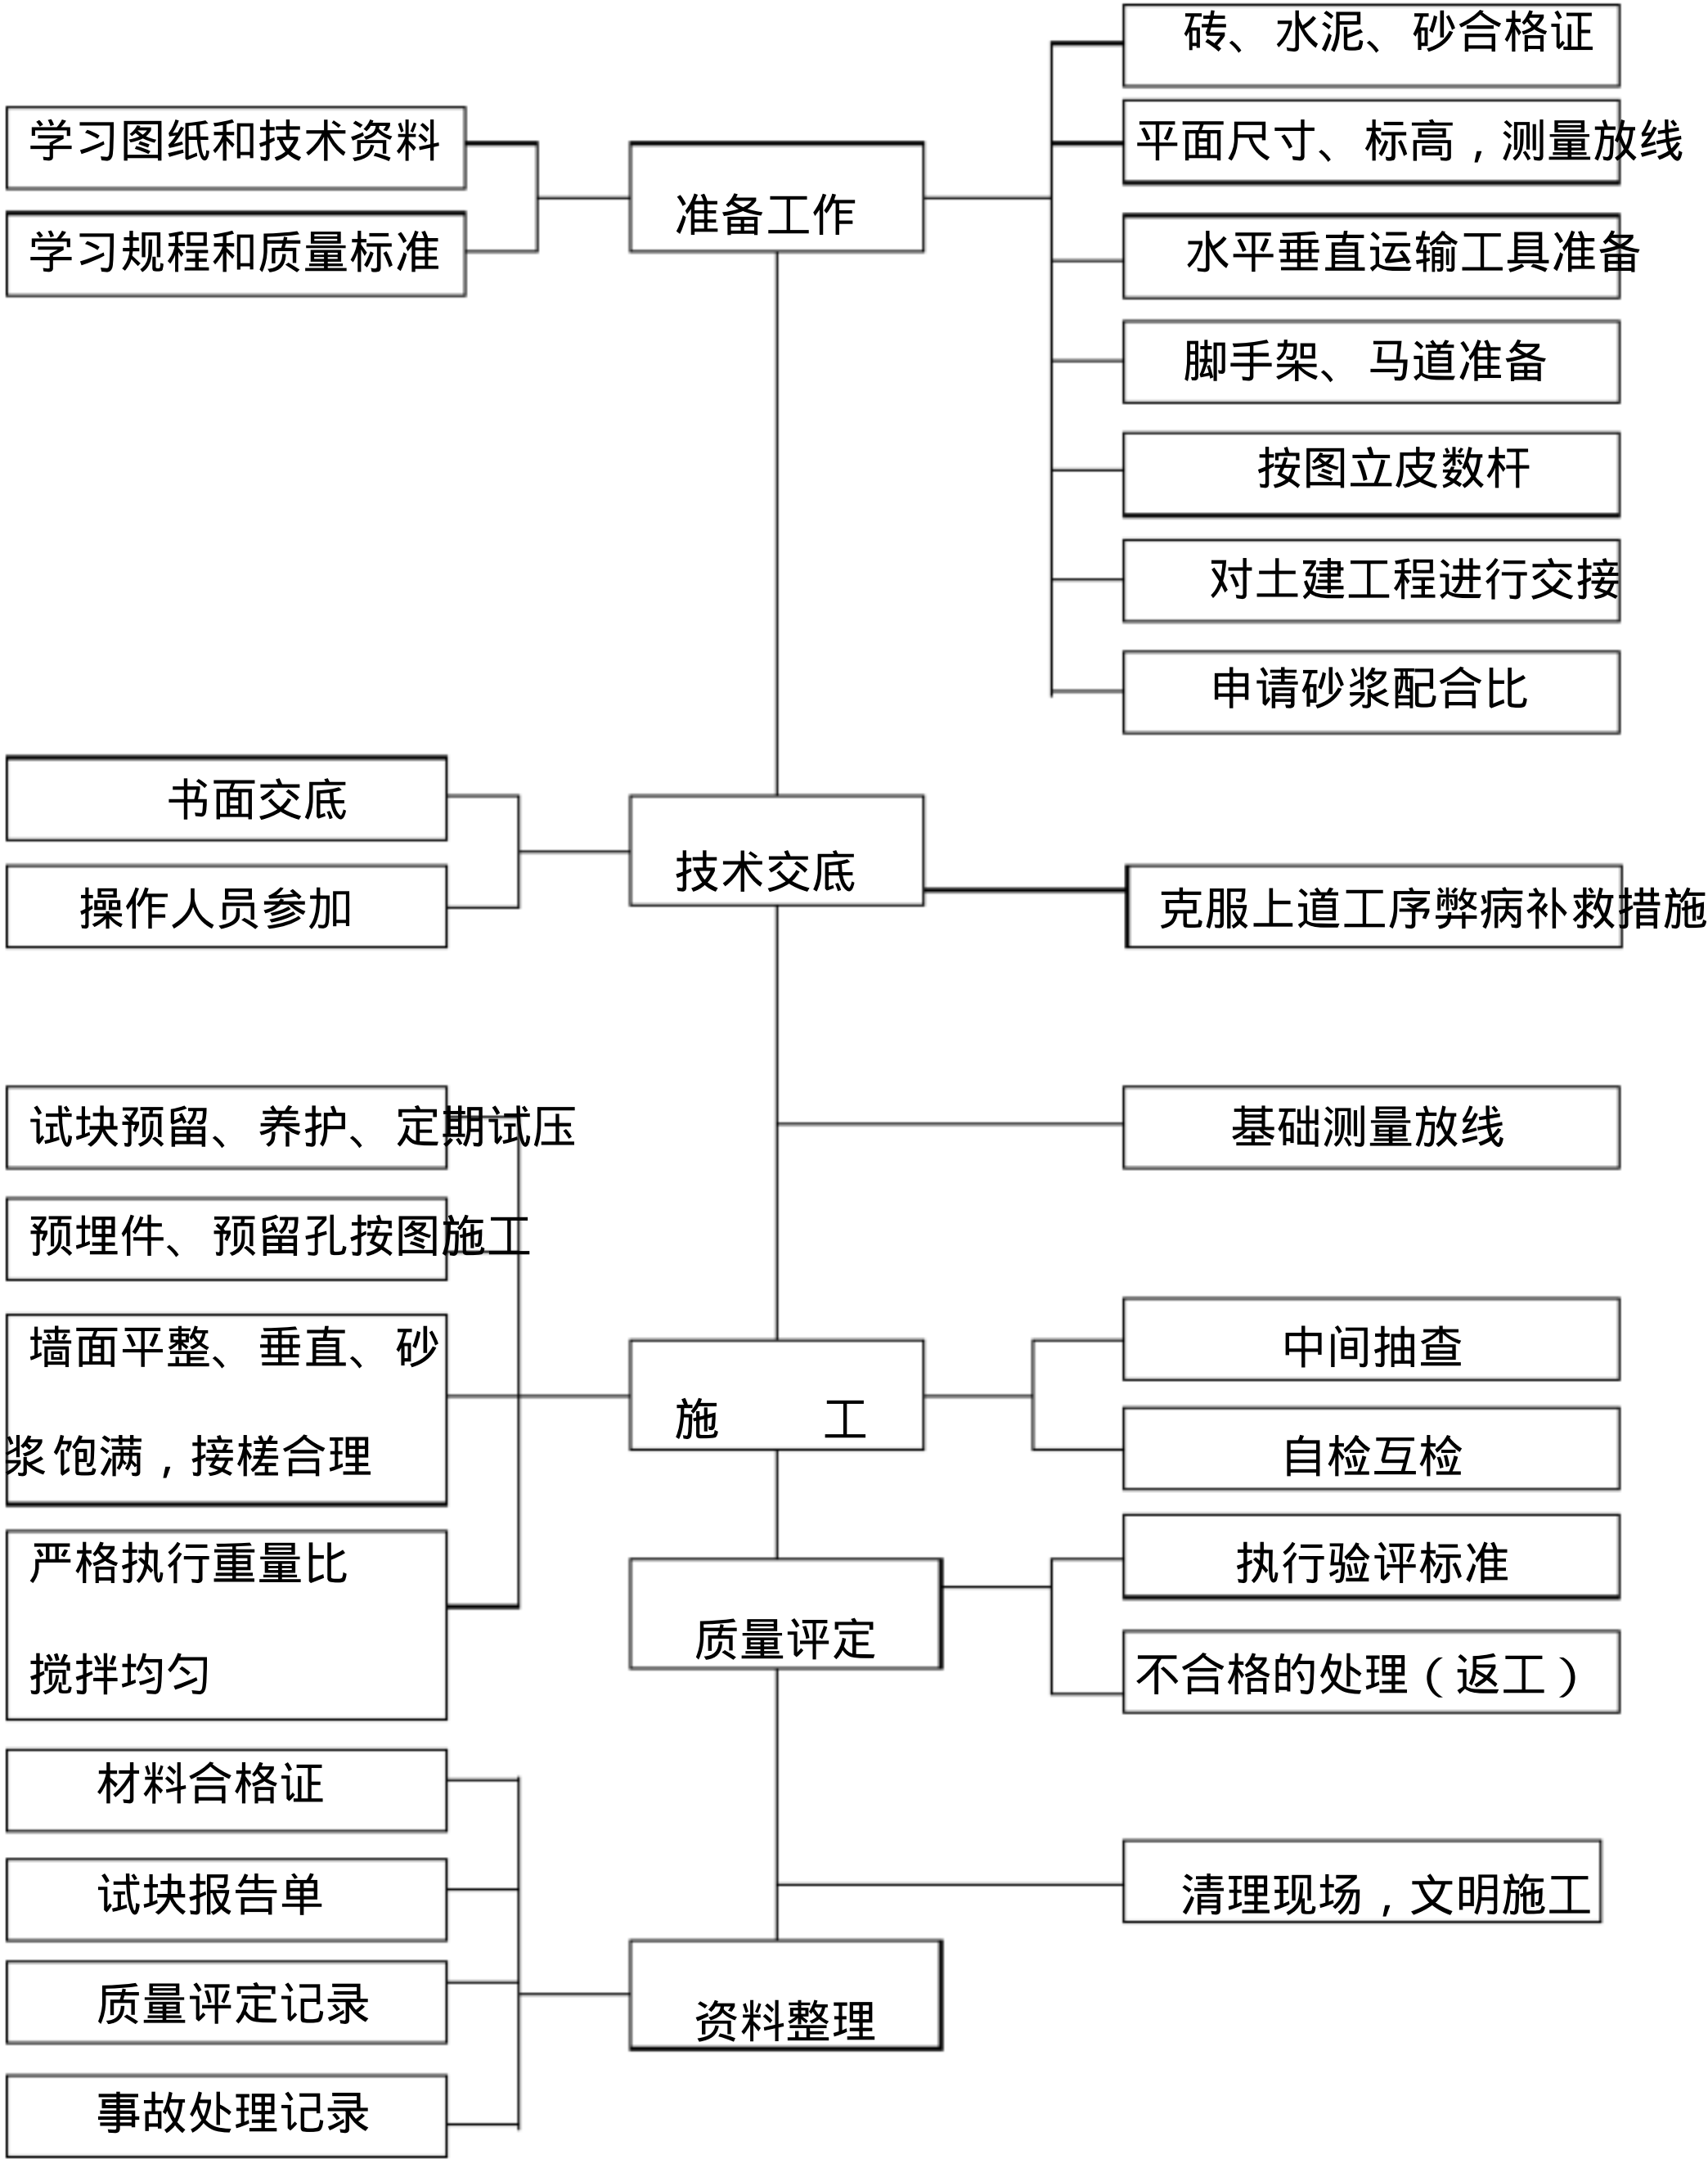 砖、水泥、砂合格证
学习图纸和技术资料
平面尺寸、标高，测量放线
准备工作
学习规程和质量标准
水平垂直运输工具准备
脚手架、马道准备
按图立皮数杆
对土建工程进行交接
申请砂浆配合比
书面交底
技术交底
操作人员参加
克服上道工序弊病补救措施
试块预留、养护、定期试压
基础测量放线
预埋件、预留孔按图施工
墙面平整、垂直、砂
浆饱满，接槎合理
中间抽查
施 工
自检互检
严格执行重量比
搅拌均匀
执行验评标准
质量评定
不合格的处理（返工）
材料合格证
试块报告单
清理现场，文明施工
质量评定记录
资料整理
事故处理记录